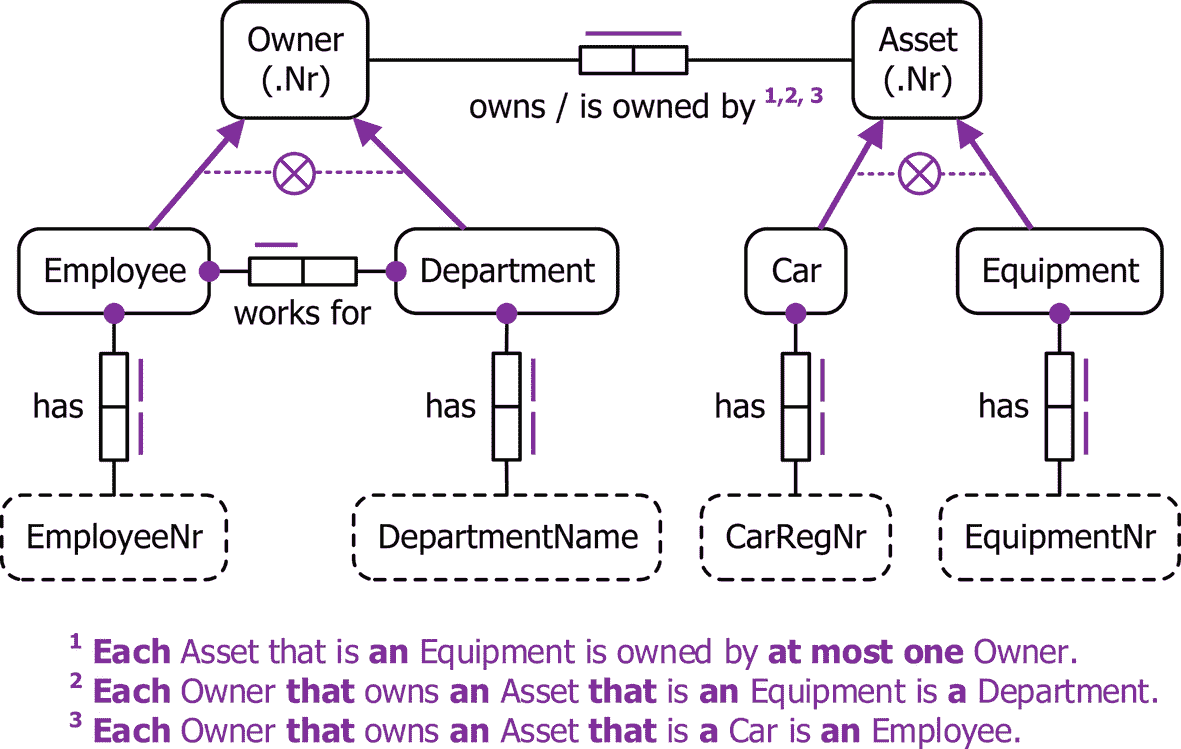 Owner
(.Nr)
Asset
(.Nr)
owns / is owned by 1,2, 3
Employee
Department
Car
Equipment
works for
has
has
has
has
EmployeeNr
DepartmentName
CarRegNr
EquipmentNr
1 Each Asset that is an Equipment is owned by at most one Owner.
2 Each Owner that owns an Asset that is an Equipment is a Department.
3 Each Owner that owns an Asset that is a Car is an Employee.